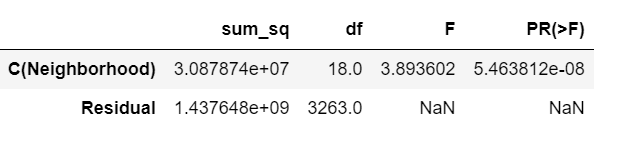 sum_sq df F PR(>F)
C(Neighborhood) 3.087874e+07 18.0 3.893602 5.463812e-08
Residual 1.437648e+09 3263.0 NaN NaN